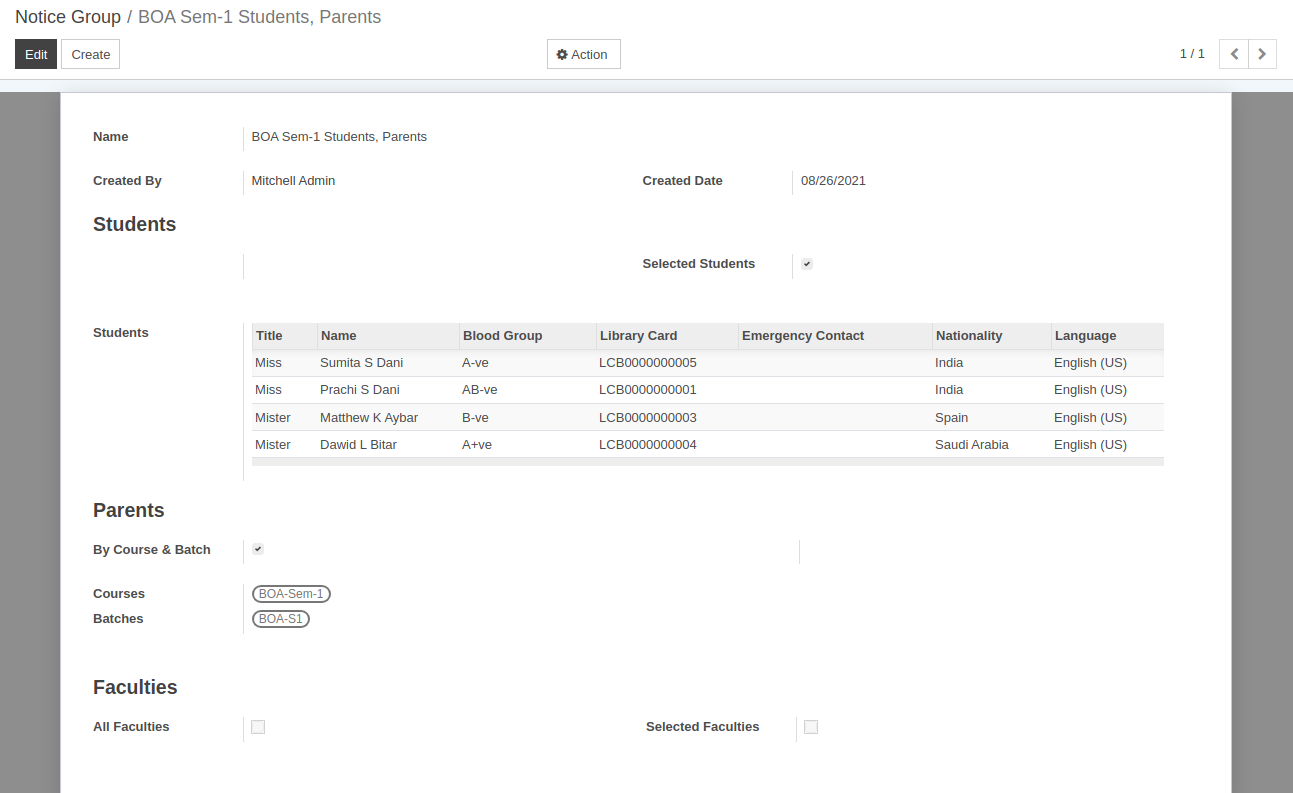 Notice Group / BOA Sem-1 Students, Parents
Edit Create Action 1 / 1
Name BOA Sem-1 Students, Parents
Created By Mitchell Admin Created Date 08/26/2021
Students
Selected Students
Students Title Name Blood Group Library Card Emergency Contact Nationality Language
Miss Sumita S Dani A-ve LCB0000000005 India English (US)
Miss Prachi S Dani AB-ve LCB0000000001 India English (US)
Mister Matthew K Aybar B-ve LCB0000000003 Spain English (US)
Mister Dawid L Bitar A+ve LCB0000000004 Saudi Arabia English (US)
Parents
By Course & Batch
Courses BOA-Sem-1
Batches BOA-S1
Faculties
All Faculties Selected Faculties